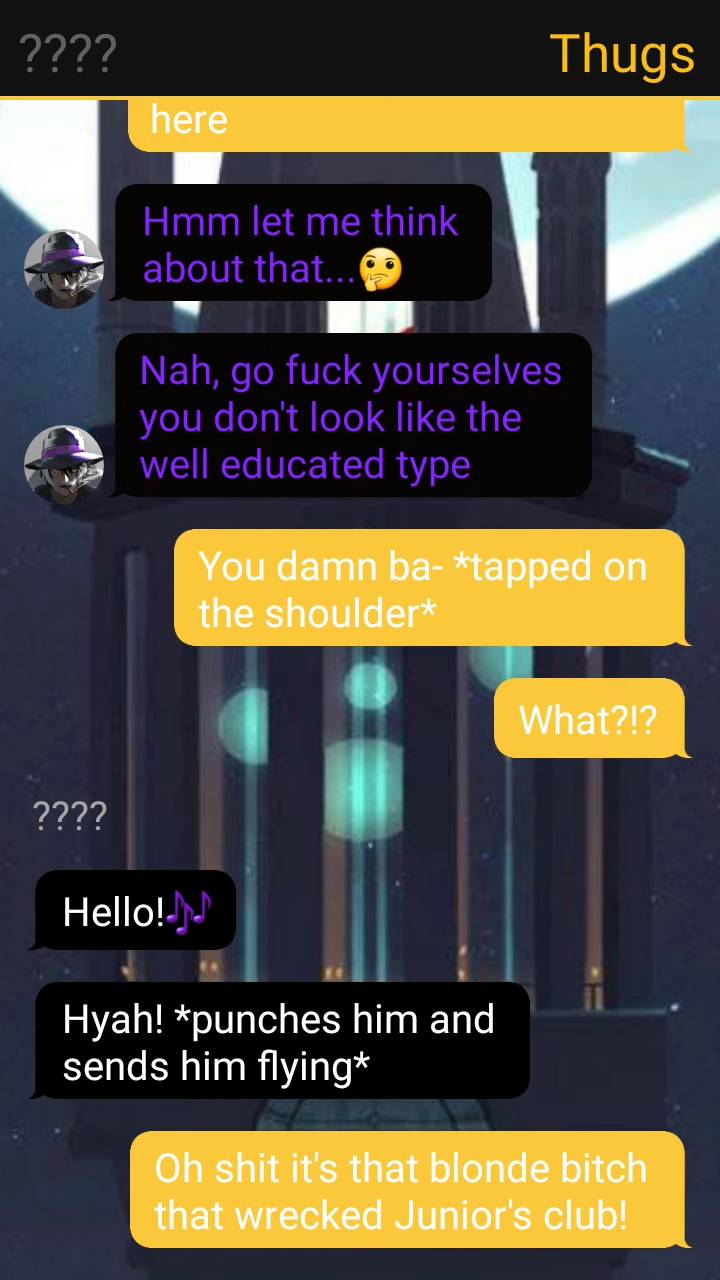 ???? Thugs
here
Hmm let me think
about that...🤔
Nah, go fuck yourselves
you don't look like the
well educated type
You damn ba- *tapped on
the shoulder*
What?!?
????
Hello!🎶
Hyah! *punches him and
sends him flying*
Oh shit it's that blonde bitch
that wrecked Junior's club!